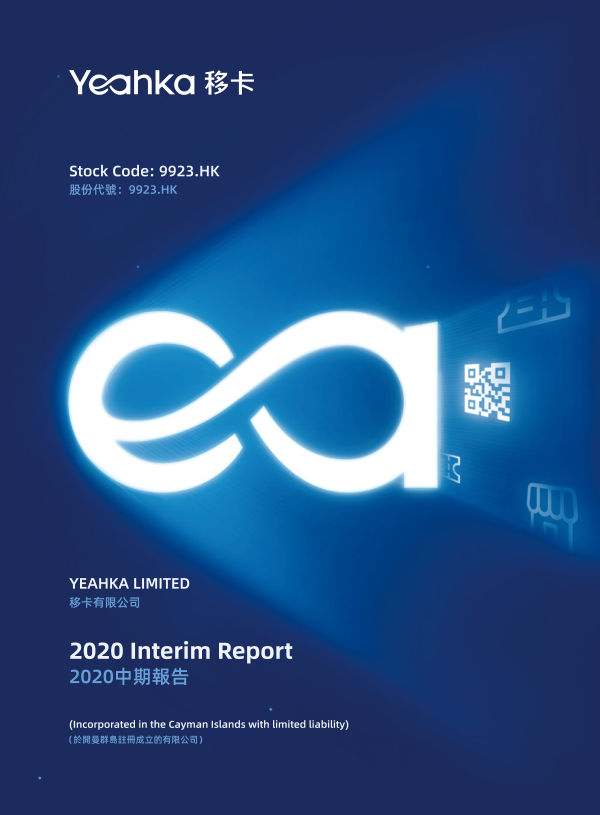 Yeahka 移卡
Stock Code: 9923.HK
股份代號：9923.HK
ea
YEAHKA LIMITED
移卡有限公司
2020 Interim Report
2020中期報告
(Incorporated in the Cayman Islands with limited liability)
(於開曼群島註冊成立的有限公司)